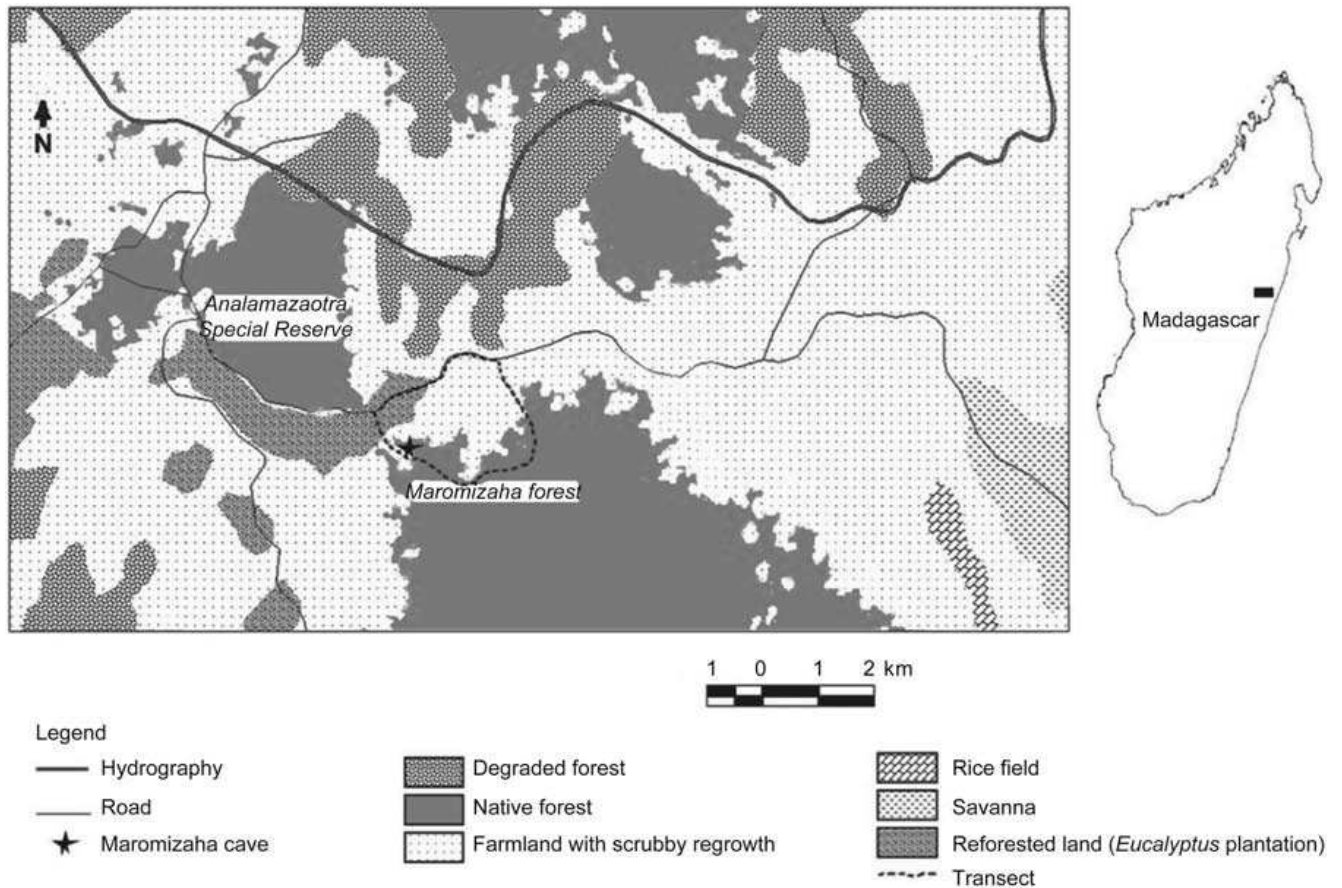 N
Analamazaotra
Special Reserve
Maromizaha forest
Madagascar
1 0 1 2 km
Legend
Hydrography
Road
Maromizaha cave
Degraded forest
Native forest
Farmland with scrubby regrowth
Rice field
Savanna
Reforested land (Eucalyptus plantation)
Transect